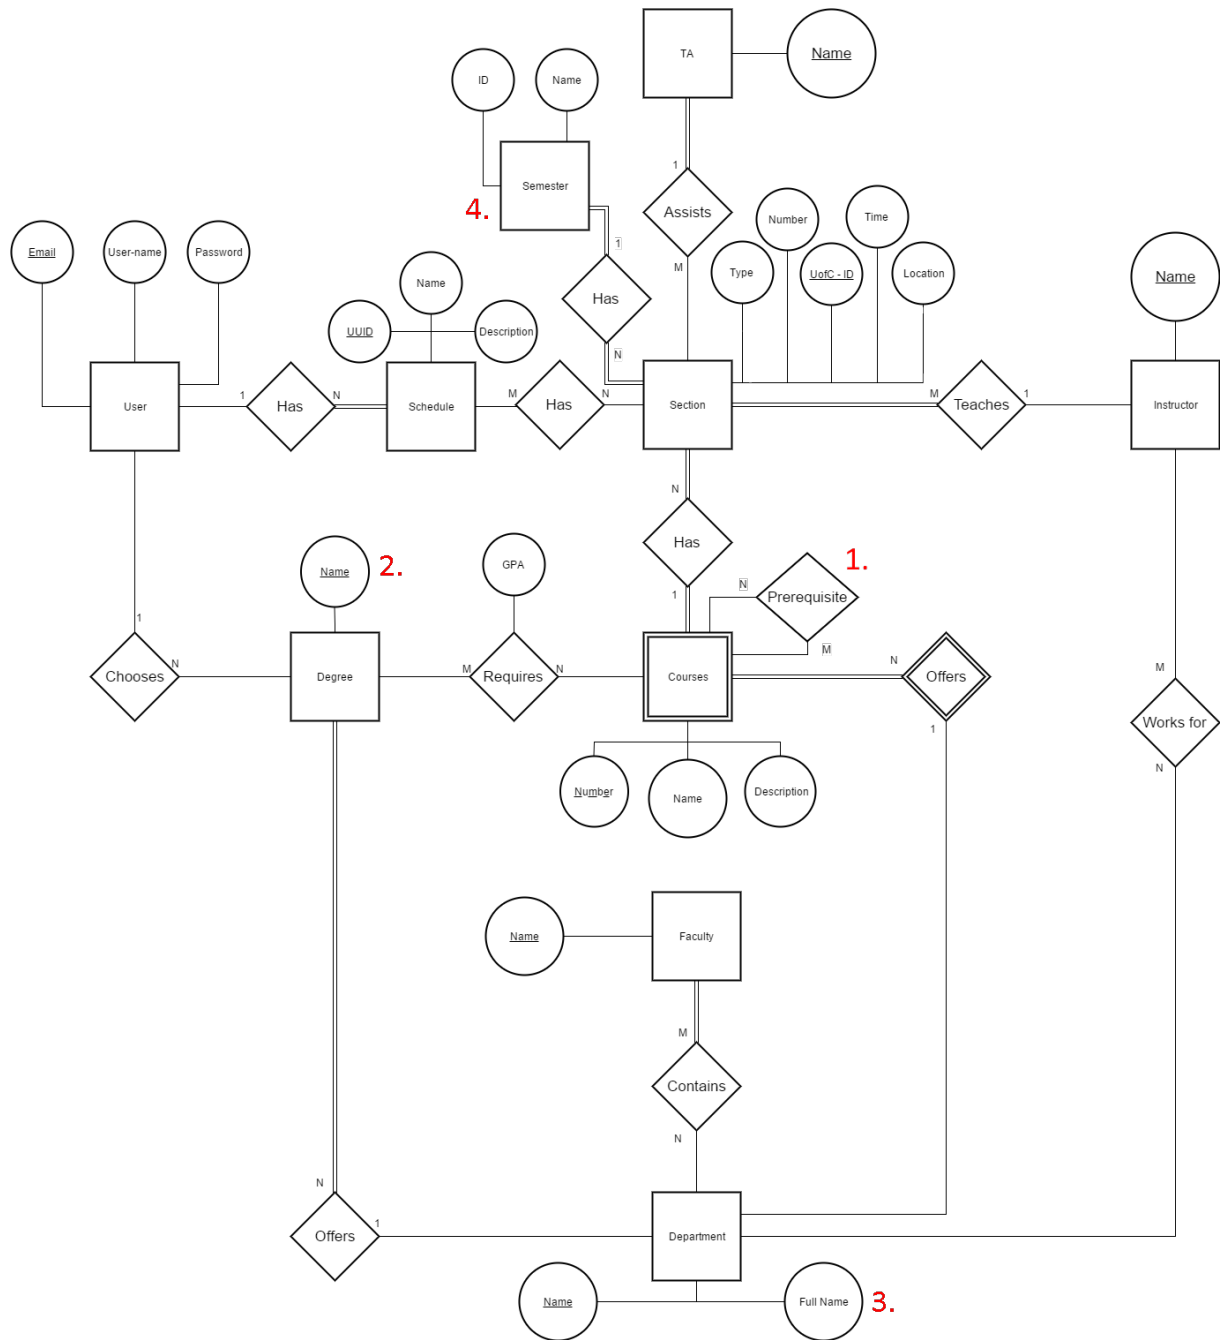 TA
Name
ID
Name
Semester
4.
1
Assists
M
Number
Time
Type
UofC - ID
Location
Name
Email
User-name
Password
Name
UUID
Description
1
Has
N
User
1
Has
N
Schedule
M
Has
N
Section
M
Teaches
1
Instructor
N
Has
1
1.
Prerequisite
N
M
2.
Name
GPA
1
Chooses
N
Degree
M
Requires
N
Courses
N
Offers
1
M
Works for
N
Number
Name
Description
Name
Faculty
M
Contains
N
N
Offers
1
Department
Name
Full Name
3.